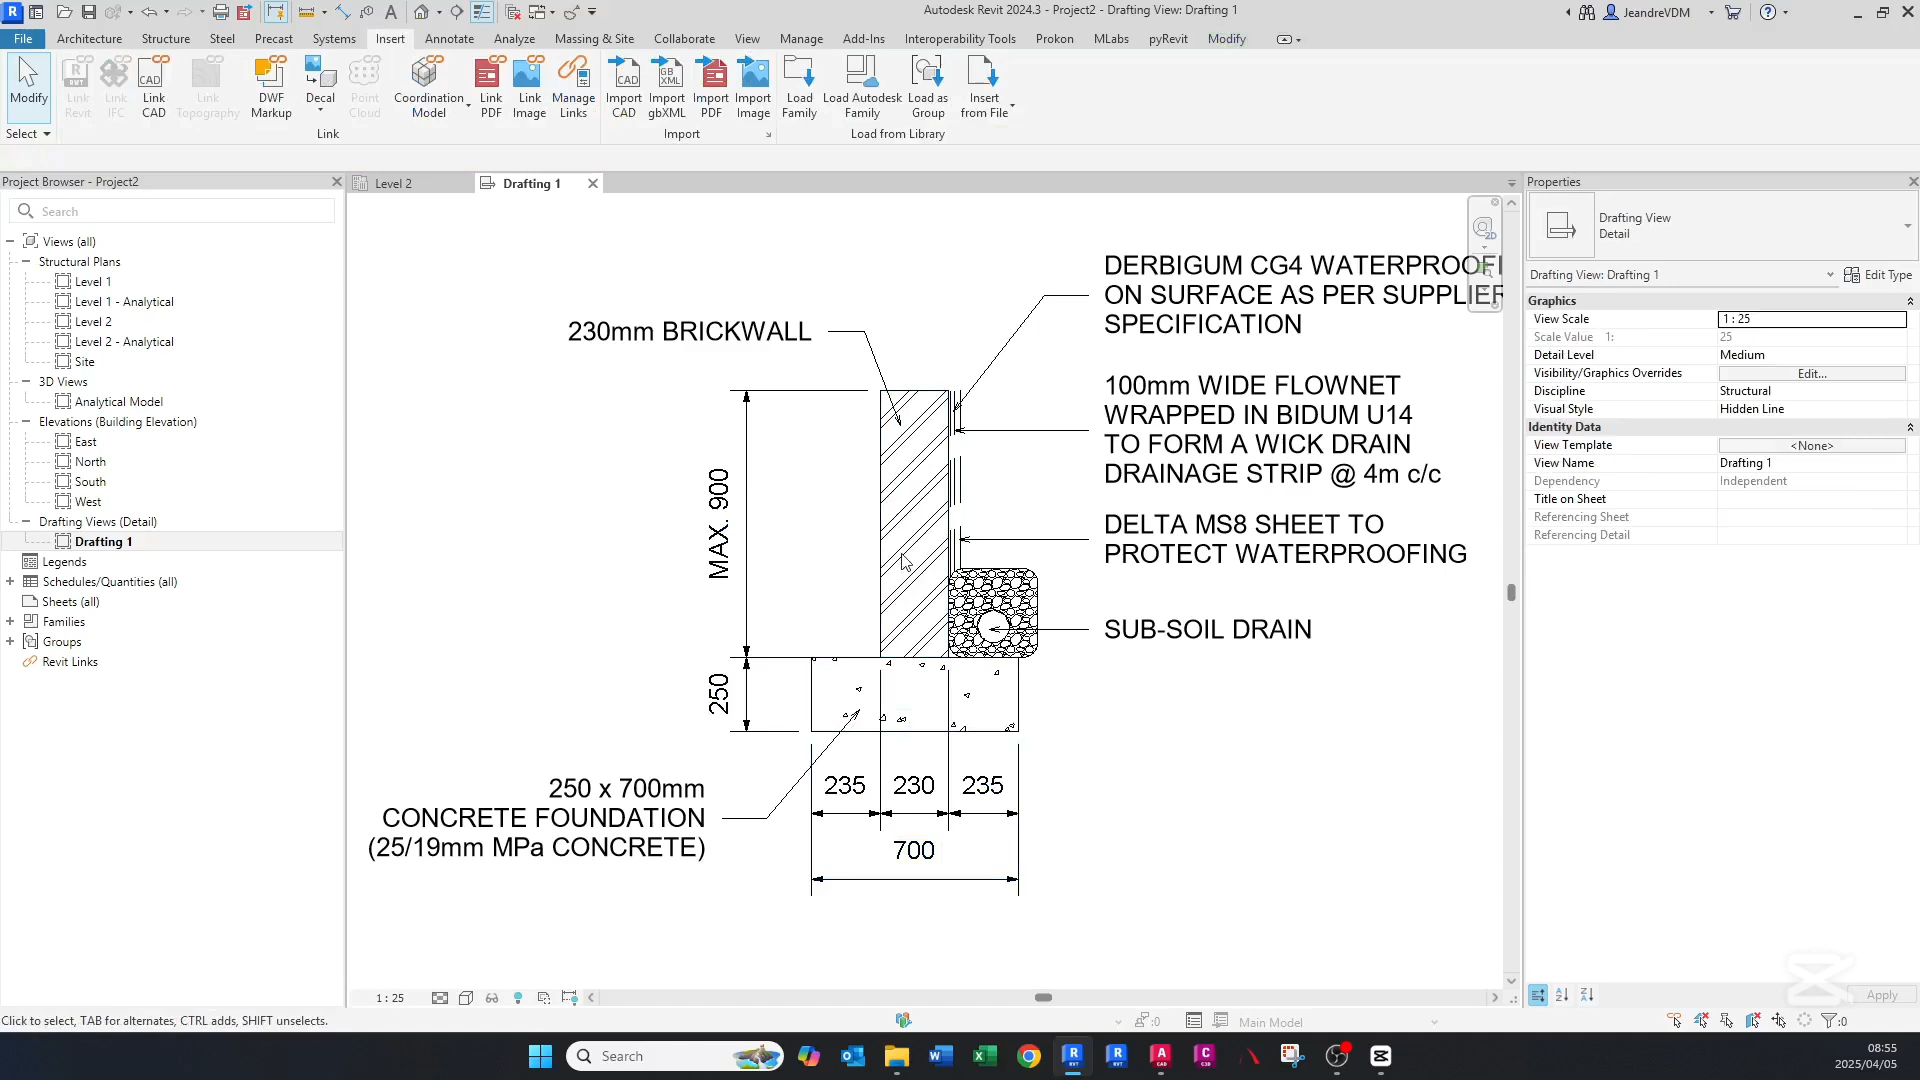 Autodesk Revit 2024.3 - Project2 - Drafting View: Drafting 1
JeandreVDM
File
Architecture
Structure
Steel
Precast
Systems
Insert
Annotate
Analyze
Massing & Site
Collaborate
View
Manage
Add-Ins
Interoperability Tools
Prokon
MLabs
pyRevit
Modify
Modify
Link
Revit
Link
IFC
Link
CAD
Link
Topography
DWF
Markup
Decal
Point
Cloud
Coordination
Model
Link
PDF
Link
Image
Manage
Links
Import
CAD
Import
gbXML
Import
PDF
Import
Image
Load
Family
Load Autodesk
Family
Load as
Group
Insert
from File
Select
Link
Import
Load from Library
Project Browser - Project2
Search
Views (all)
Structural Plans
Level 1
Level 1 - Analytical
Level 2
Level 2 - Analytical
Site
3D Views
Analytical Model
Elevations (Building Elevation)
East
North
South
West
Drafting Views (Detail)
Drafting 1
Legends
Schedules/Quantities (all)
Sheets (all)
Families
Groups
Revit Links
Level 2
Drafting 1
230mm BRICKWALL
DERBIGUM CG4 WATERPROOFI
ON SURFACE AS PER SUPPLIER
SPECIFICATION
100mm WIDE FLOWNET
WRAPPED IN BIDUM U14
TO FORM A WICK DRAIN
DRAINAGE STRIP @ 4m c/c
DELTA MS8 SHEET TO
PROTECT WATERPROOFING
SUB-SOIL DRAIN
MAX. 900
250
250 x 700mm
CONCRETE FOUNDATION
(25/19mm MPa CONCRETE)
235
230
235
700
Properties
Drafting View
Detail
Drafting View: Drafting 1
Edit Type
Graphics
View Scale
1 : 25
Scale Value 1:
25
Detail Level
Medium
Visibility/Graphics Overrides
Edit...
Discipline
Structural
Visual Style
Hidden Line
Identity Data
View Template
<None>
View Name
Drafting 1
Dependency
Independent
Title on Sheet
Referencing Sheet
Referencing Detail
Apply
1 : 25
Click to select, TAB for alternates, CTRL adds, SHIFT unselects.
:0
Main Model
:0
Search
08:55
2025/04/05